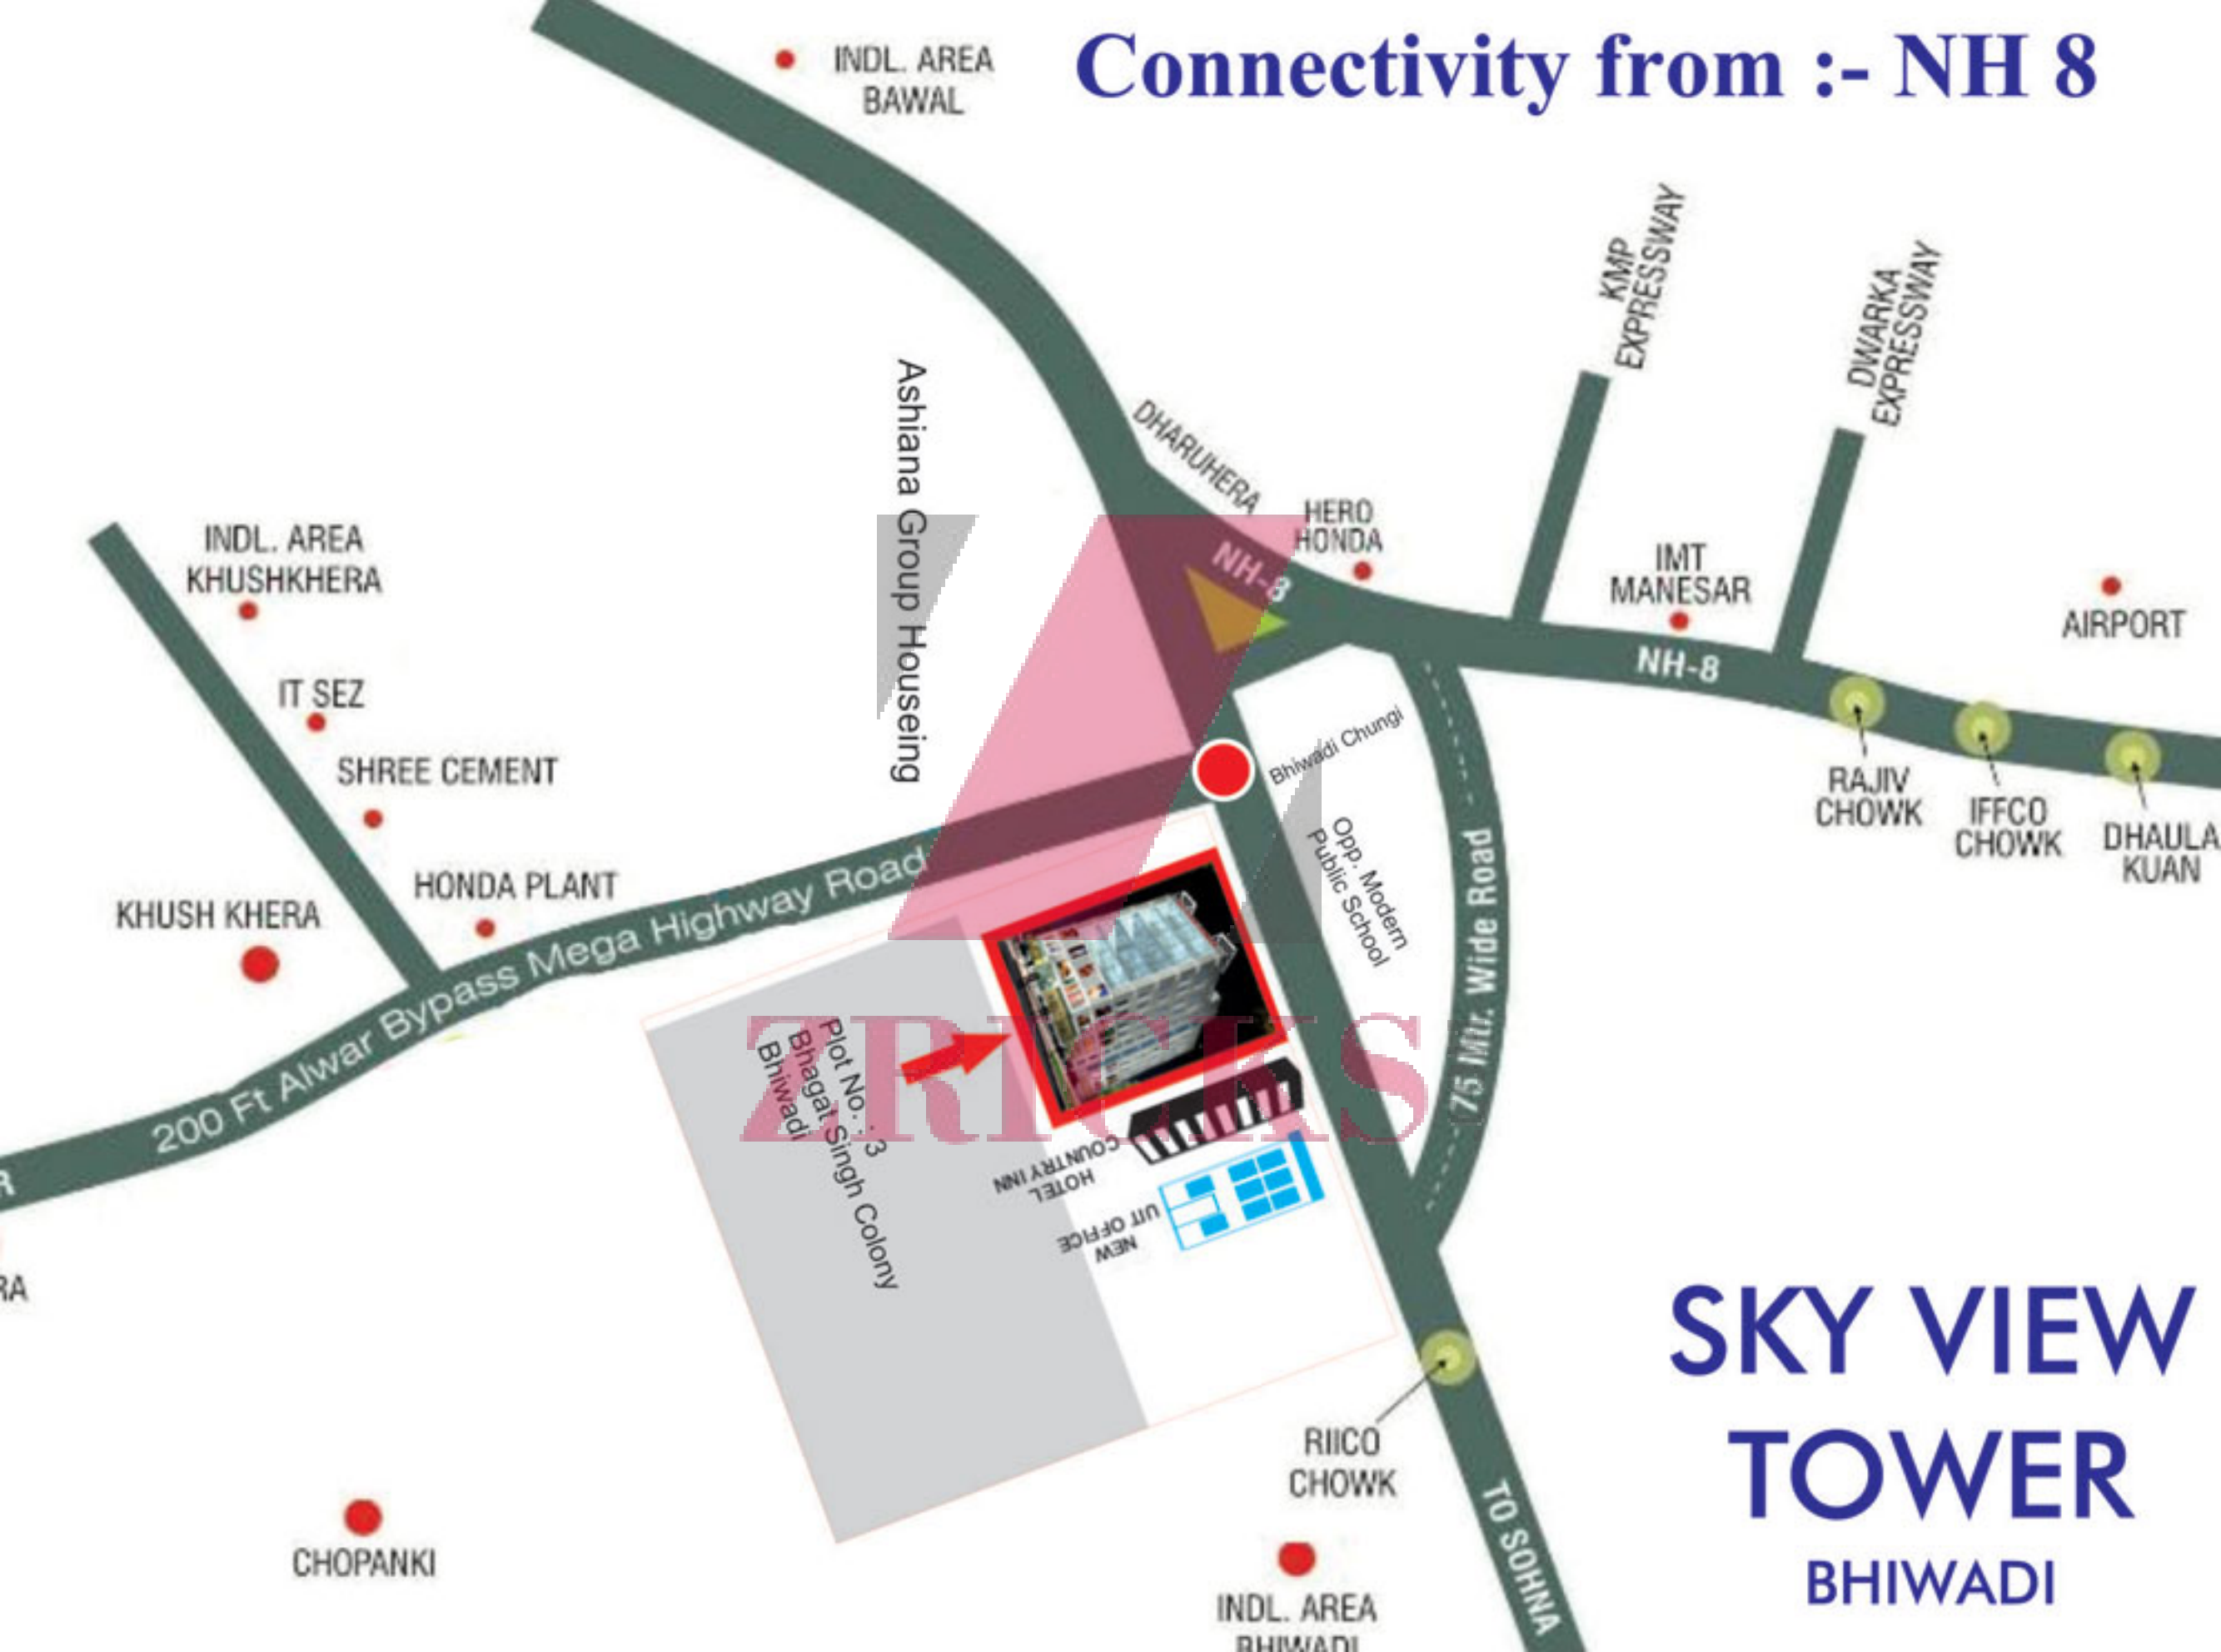 Connectivity from :- NH 8
INDL. AREA
BAWAL
KMP
EXPRESSWAY
DWARKA
EXPRESSWAY
Ashiana Group Houseing
DHARUHERA
HERO
HONDA
NH-8
IMT
MANESAR
AIRPORT
NH-8
INDL. AREA
KHUSHKHERA
IT SEZ
SHREE CEMENT
HONDA PLANT
KHUSH KHERA
Bhiwadi Chungi
RAJIV
CHOWK
IFFCO
CHOWK
DHAULA
KUAN
Opp. Modern
Public School
75 Mtr. Wide Road
200 Ft Alwar Bypass Mega Highway Road
ZRICKS
Plot No. : 3
Bhagat Singh Colony
Bhiwadi
HOTEL
COUNTRY INN
NEW
UIT OFFICE
R
RA
SKY VIEW
TOWER
BHIWADI
RIICO
CHOWK
TO SOHNA
CHOPANKI
INDL. AREA
BHIWADI